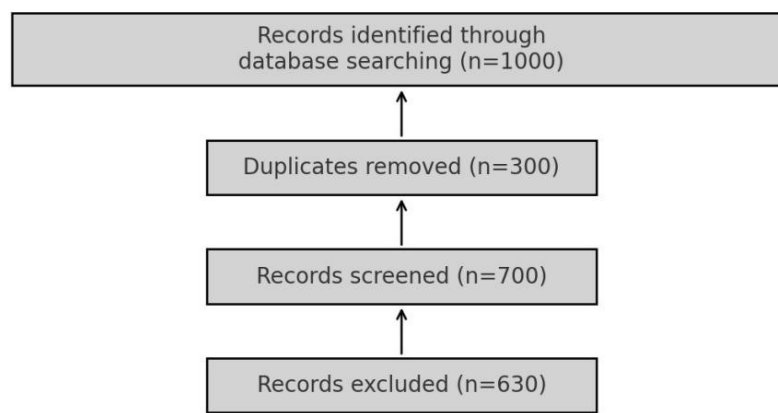 Records identified through
database searching (n=1000)
Duplicates removed (n=300)
Records screened (n=700)
Records excluded (n=630)